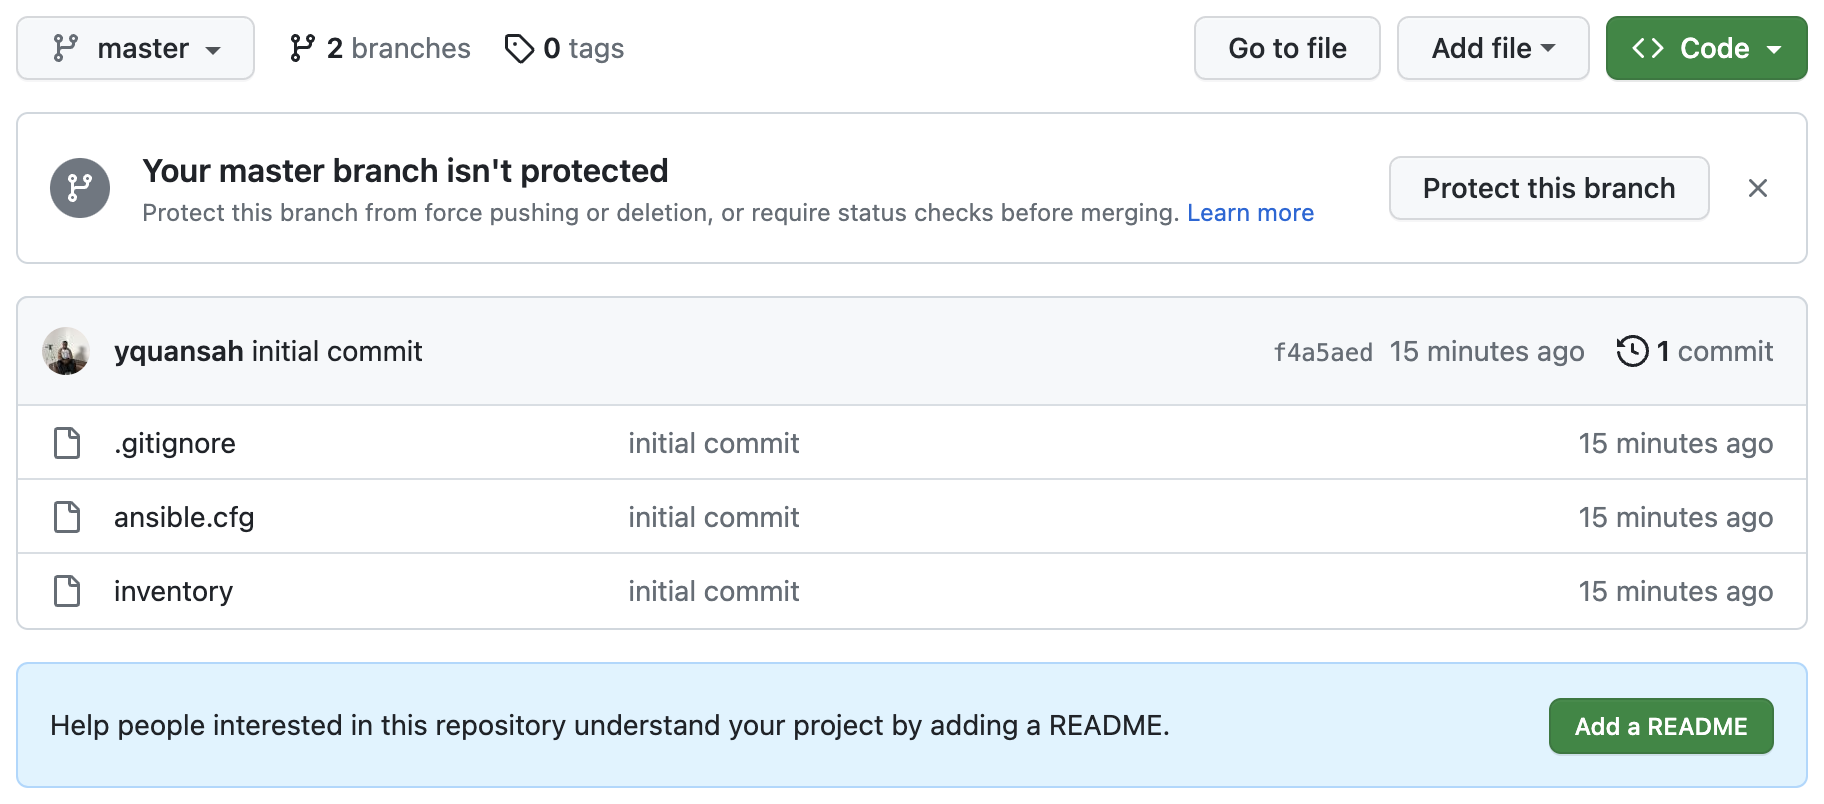 master 2 branches 0 tags Go to file Add file Code
Your master branch isn't protected
Protect this branch from force pushing or deletion, or require status checks before merging. Learn more
Protect this branch
yquansah initial commit f4a5aed 15 minutes ago 1 commit
.gitignore initial commit 15 minutes ago
ansible.cfg initial commit 15 minutes ago
inventory initial commit 15 minutes ago
Help people interested in this repository understand your project by adding a README. Add a README